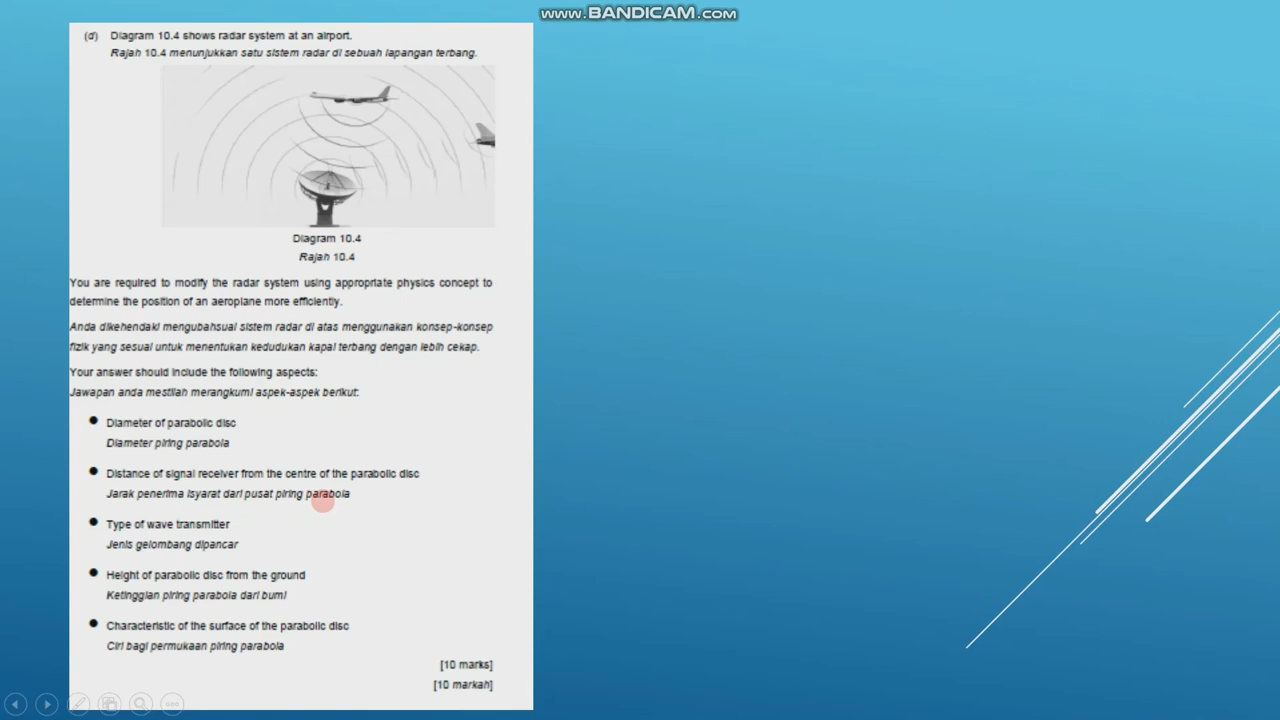 www.BANDICAM.com
(d) Diagram 10.4 shows radar system at an airport.
Rajah 10.4 menunjukkan satu sistem radar di sebuah lapangan terbang.
Diagram 10.4
Rajah 10.4
You are required to modify the radar system using appropriate physics concept to
determine the position of an aeroplane more efficiently.
Anda dikehendaki mengubahsuai sistem radar di atas menggunakan konsep-konsep
fizik yang sesuai untuk menentukan kedudukan kapal terbang dengan lebih cekap.
Your answer should include the following aspects:
Jawapan anda mestilah merangkumi aspek-aspek berikut:
● Diameter of parabolic disc
Diameter piring parabola
● Distance of signal receiver from the centre of the parabolic disc
Jarak penerima isyarat dari pusat piring parabola
● Type of wave transmitter
Jenis gelombang dipancar
● Height of parabolic disc from the ground
Ketinggian piring parabola dari bumi
● Characteristic of the surface of the parabolic disc
Ciri bagi permukaan piring parabola
[10 marks]
[10 markah]